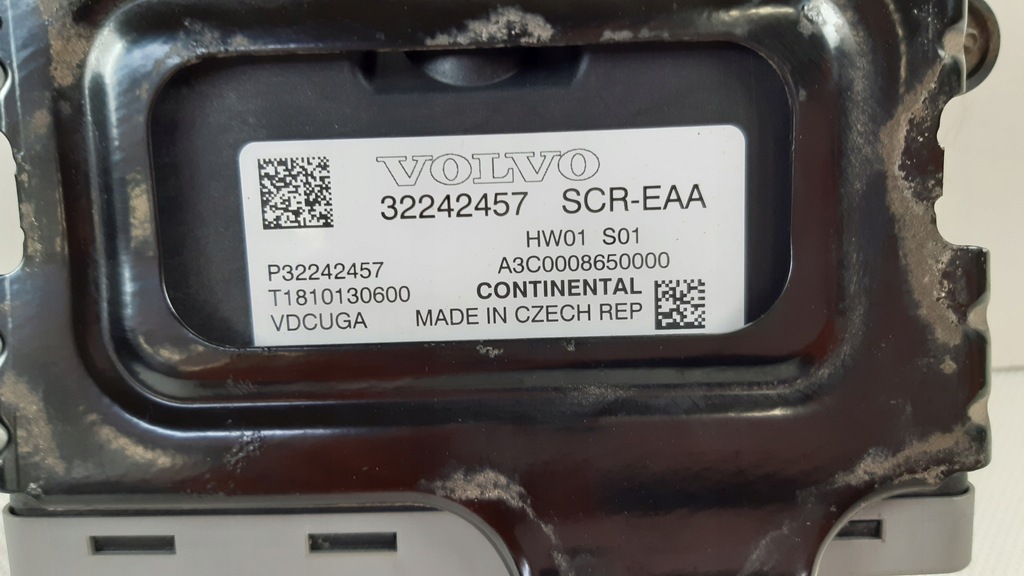 VOLVO
32242457 SCR-EAA
HW01 S01
P32242457 A3C0008650000
T1810130600 CONTINENTAL
VDCUGA MADE IN CZECH REP